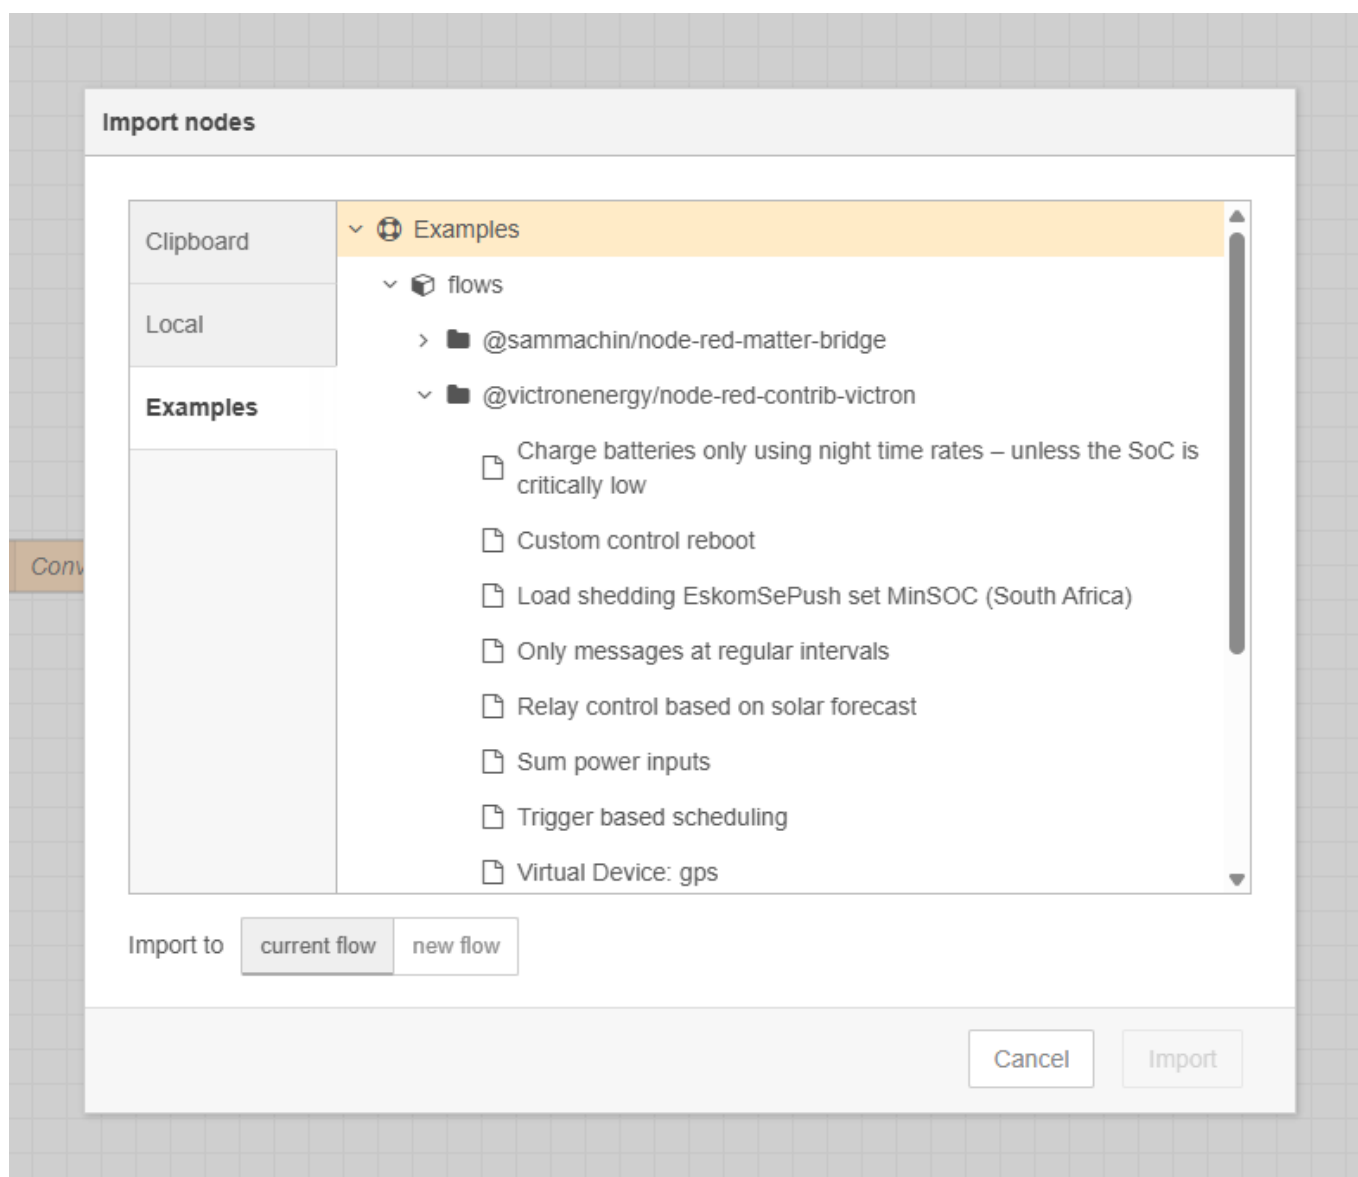 Import nodes
Clipboard
Local
Examples
Examples
flows
@sammachin/node-red-matter-bridge
@victronenergy/node-red-contrib-victron
Charge batteries only using night time rates – unless the SoC is
critically low
Custom control reboot
Load shedding EskomSePush set MinSOC (South Africa)
Only messages at regular intervals
Relay control based on solar forecast
Sum power inputs
Trigger based scheduling
Virtual Device: gps
Conv
Import to
current flow
new flow
Cancel
Import